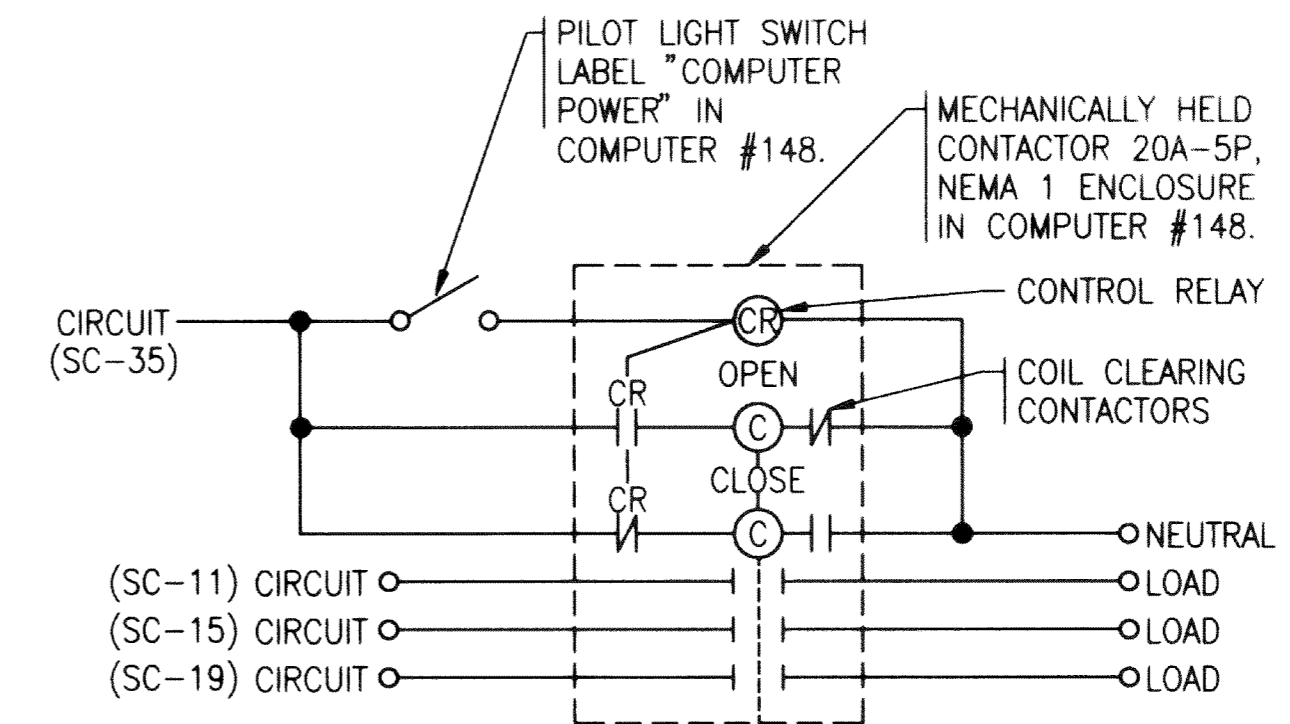 PILOT LIGHT SWITCH
LABEL "COMPUTER
POWER" IN
COMPUTER #148.
MECHANICALLY HELD
CONTACTOR 20A-5P,
NEMA 1 ENCLOSURE
IN COMPUTER #148.
CONTROL RELAY
CIRCUIT
(SC-35)
CR
OPEN
COIL CLEARING
CONTACTORS
CR
C
CLOSE
CR
C
NEUTRAL
(SC-11) CIRCUIT
LOAD
(SC-15) CIRCUIT
LOAD
(SC-19) CIRCUIT
LOAD